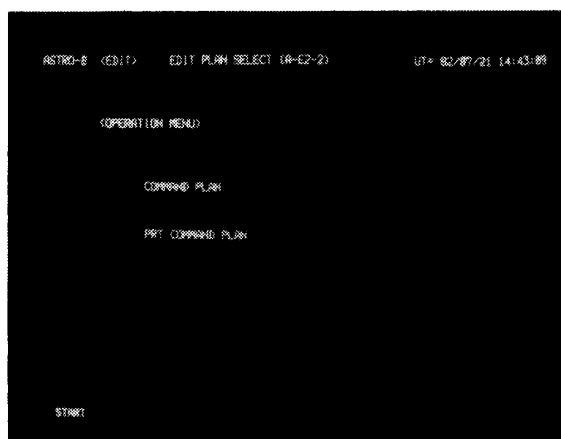 ASTRO-B <EDIT> EDIT PLAN SELECT (A-E2-2) UT= 82/07/21 14:43:09
<OPERATION MENU>
COMMAND PLAN
PRT COMMAND PLAN
START